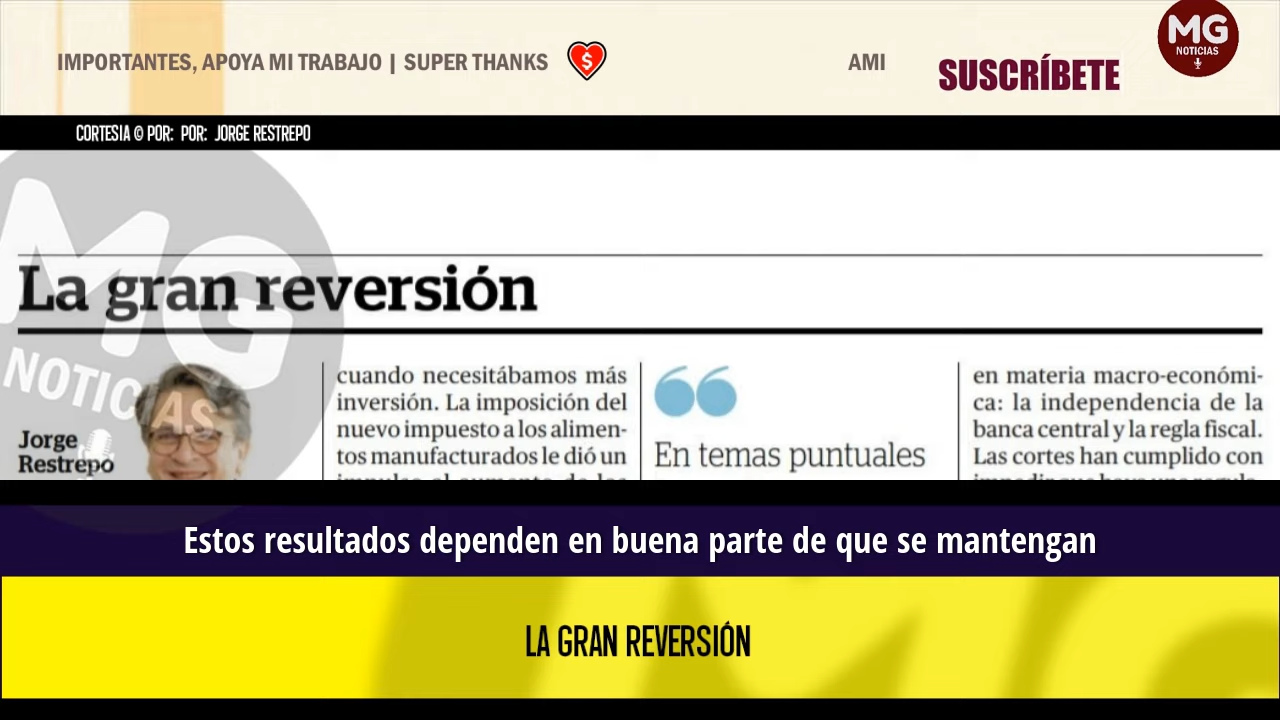 IMPORTANTES, APOYA MI TRABAJO | SUPER THANKS
AMI
SUSCRÍBETE
MG
NOTICIAS
CORTESIA © POR: POR: JORGE RESTREPO
MG
NOTICIAS
La gran reversión
Jorge
Restrepo
cuando necesitábamos más
inversión. La imposición del
nuevo impuesto a los alimen-
tos manufacturados le dió un
“
En temas puntuales
en materia macro-económi-
ca: la independencia de la
banca central y la regla fiscal.
Las cortes han cumplido con
Estos resultados dependen en buena parte de que se mantengan
LA GRAN REVERSIÓN